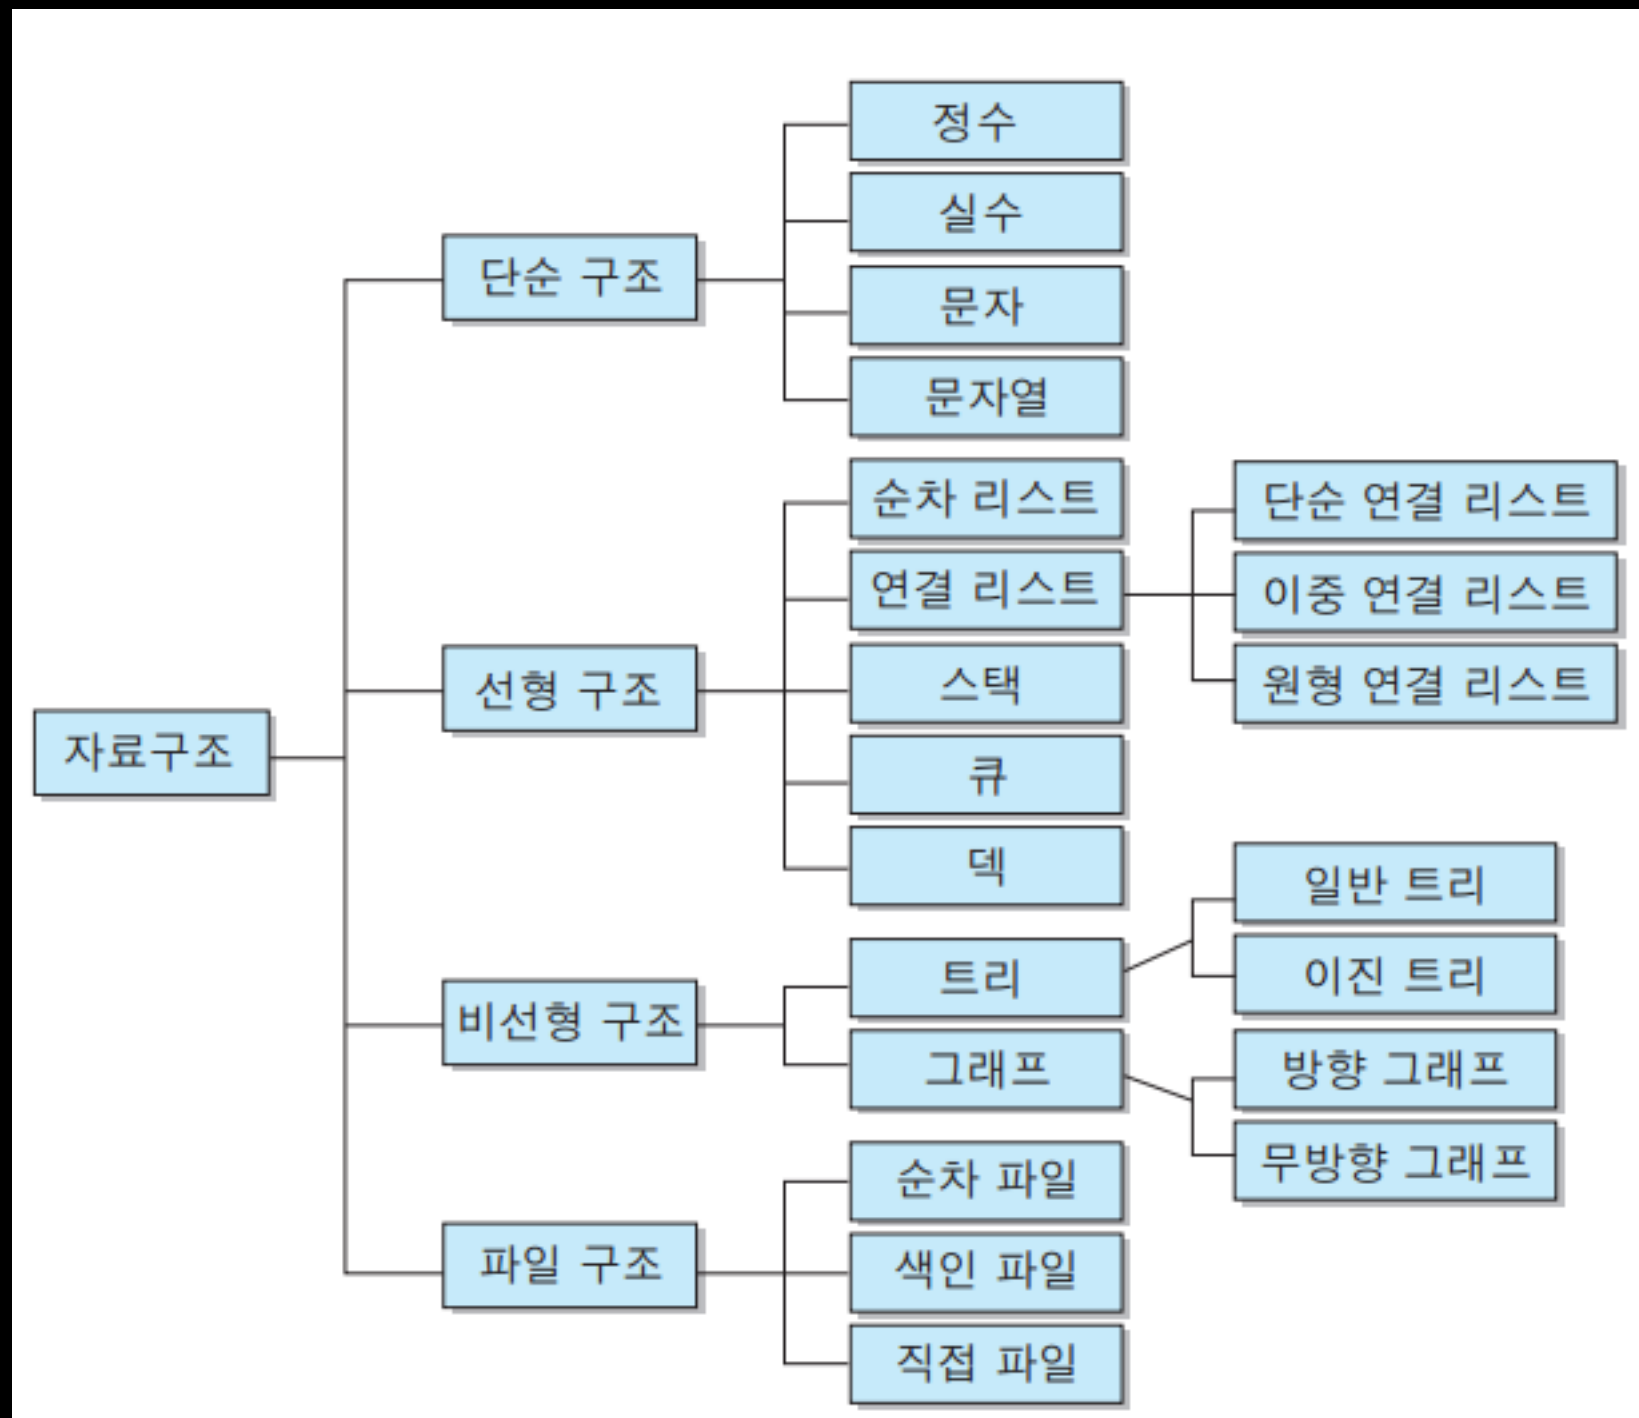 자료구조
단순 구조
정수
실수
문자
문자열
선형 구조
순차 리스트
연결 리스트
단순 연결 리스트
이중 연결 리스트
원형 연결 리스트
스택
큐
덱
비선형 구조
트리
일반 트리
이진 트리
그래프
방향 그래프
무방향 그래프
파일 구조
순차 파일
색인 파일
직접 파일